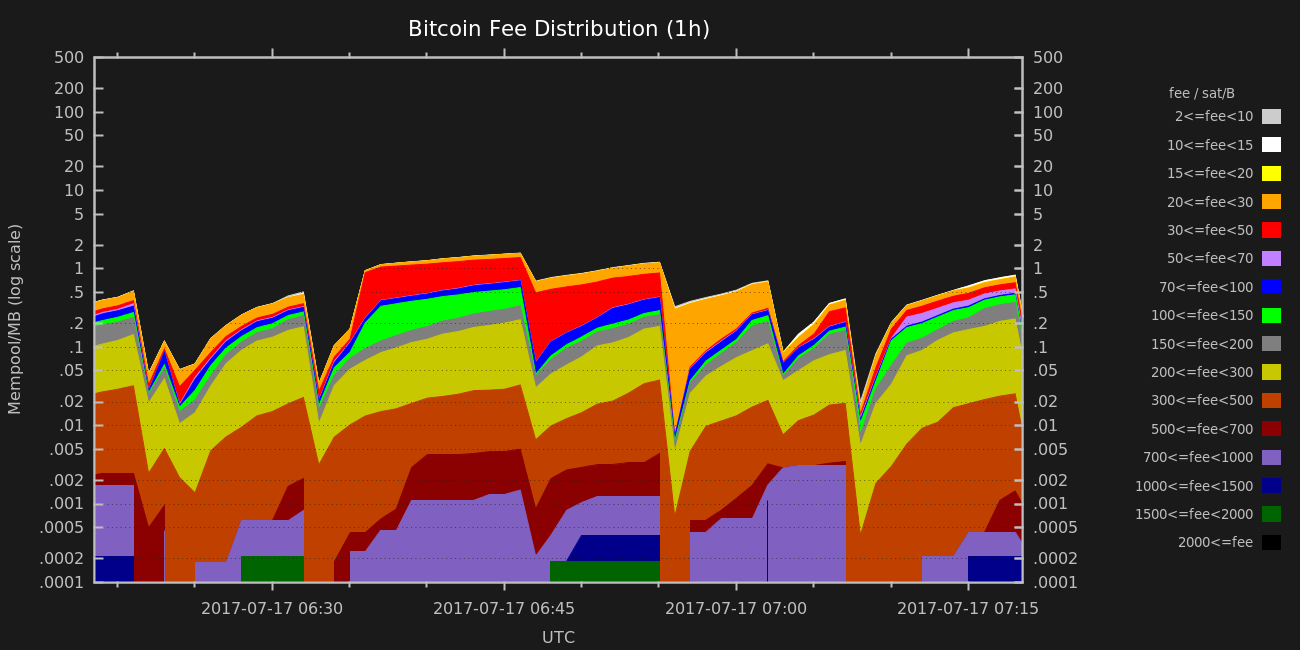 Bitcoin Fee Distribution (1h)
Mempool/MB (log scale)
500
200
100
50
20
10
5
2
1
.5
.2
.1
.05
.02
.01
.005
.002
.001
.0005
.0002
.0001
500
200
100
50
20
10
5
2
1
.5
.2
.1
.05
.02
.01
.005
.002
.001
.0005
.0002
.0001
2017-07-17 06:30
2017-07-17 06:45
2017-07-17 07:00
2017-07-17 07:15
UTC
fee / sat/B
2<=fee<10
10<=fee<15
15<=fee<20
20<=fee<30
30<=fee<50
50<=fee<70
70<=fee<100
100<=fee<150
150<=fee<200
200<=fee<300
300<=fee<500
500<=fee<700
700<=fee<1000
1000<=fee<1500
1500<=fee<2000
2000<=fee